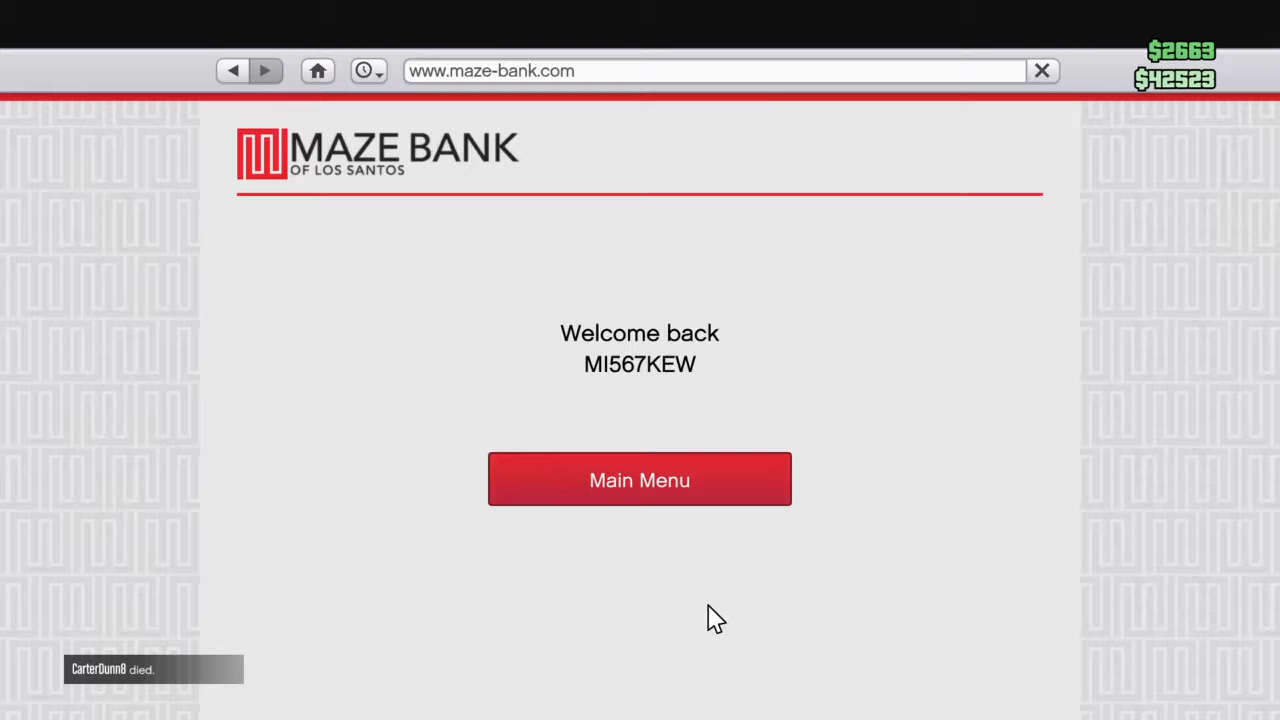 www.maze-bank.com
$2663
$42523
MAZE BANK
OF LOS SANTOS
Welcome back
MI567KEW
Main Menu
CarterDunn8 died.